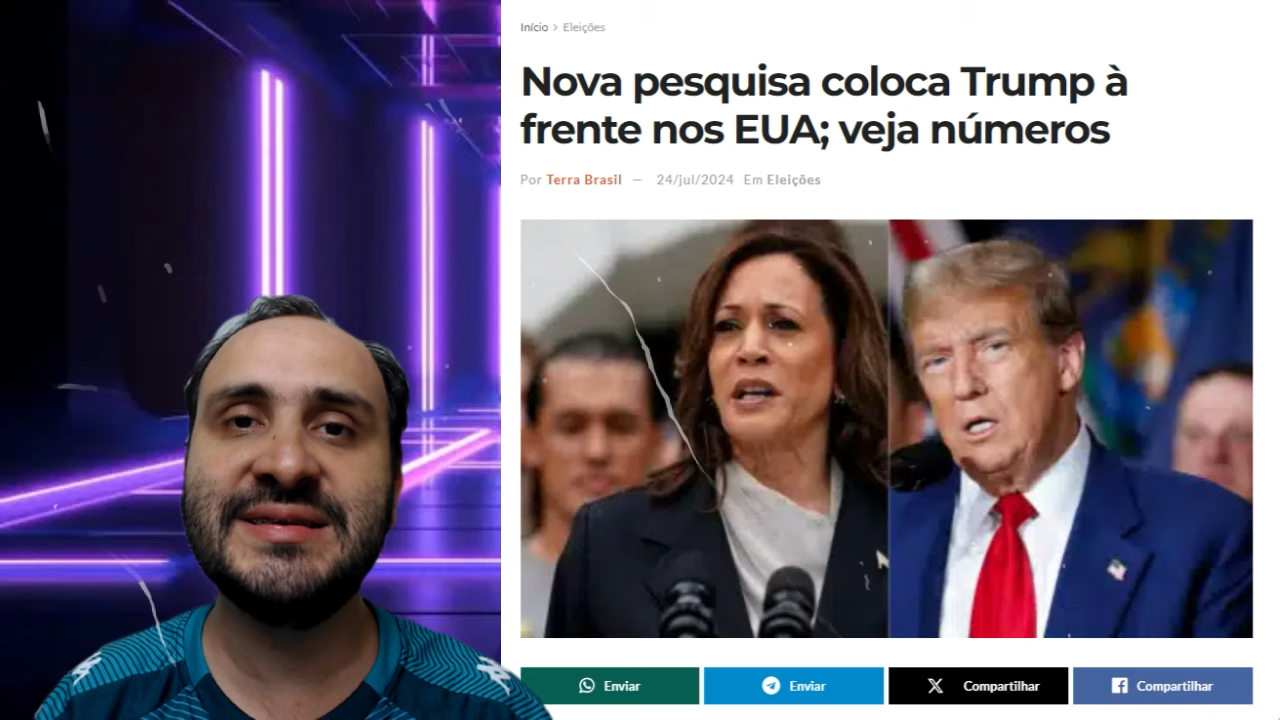 Início > Eleições
Nova pesquisa coloca Trump à
frente nos EUA; veja números
Por Terra Brasil — 24/jul/2024 Em Eleições
Enviar
Enviar
Compartilhar
Compartilhar